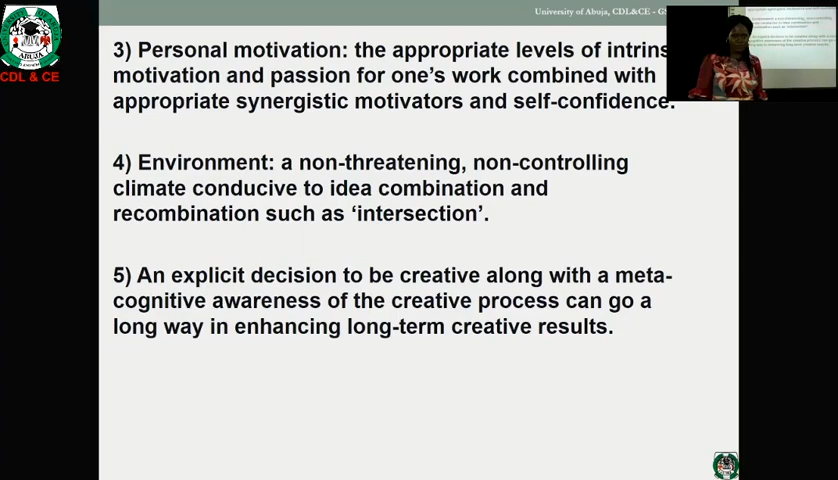 University of Abuja, CDL&CE - GS
CDL & CE
3) Personal motivation: the appropriate levels of intrins
motivation and passion for one's work combined with
appropriate synergistic motivators and self-confidence.
4) Environment: a non-threatening, non-controlling
climate conducive to idea combination and
recombination such as 'intersection'.
5) An explicit decision to be creative along with a meta-
cognitive awareness of the creative process can go a
long way in enhancing long-term creative results.